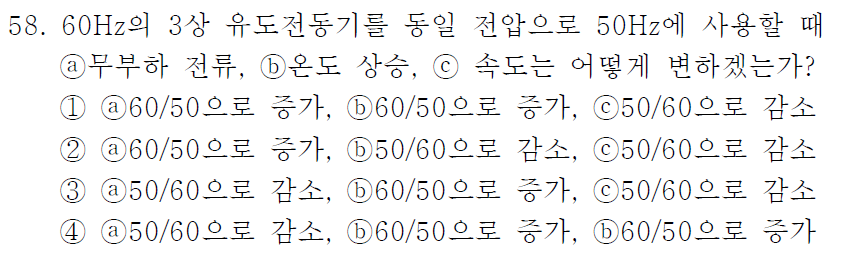 58. 60Hz의 3상 유도전동기를 동일 전압으로 50Hz에 사용할 때
ⓐ무부하 전류, ⓑ온도 상승, ⓒ 속도는 어떻게 변하겠는가?
① ⓐ60/50으로 증가, ⓑ60/50으로 증가, ⓒ50/60으로 감소
② ⓐ60/50으로 증가, ⓑ50/60으로 감소, ⓒ50/60으로 감소
③ ⓐ50/60으로 감소, ⓑ60/50으로 증가, ⓒ50/60으로 감소
④ ⓐ50/60으로 감소, ⓑ60/50으로 증가, ⓑ60/50으로 증가